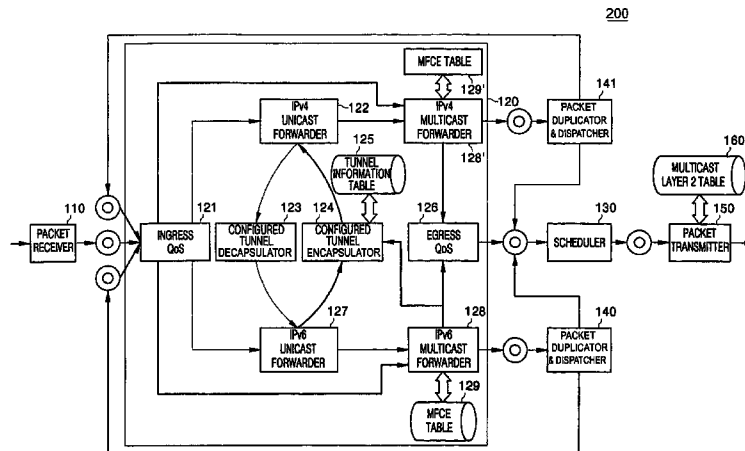 200
MFCE TABLE
129'
120
141
122
IPv4
UNICAST
FORWARDER
IPv4
MULTICAST
FORWARDER
128'
PACKET
DUPLICATOR
& DISPATCHER
125
TUNNEL
INFORMATION
TABLE
160
MULTICAST
LAYER 2 TABLE
110
PACKET
RECEIVER
121
INGRESS
QoS
123
CONFIGURED
TUNNEL
DECAPSULATOR
124
CONFIGURED
TUNNEL
ENCAPSULATOR
126
EGRESS
QoS
130
SCHEDULER
150
PACKET
TRANSMITTER
127
IPv6
UNICAST
FORWARDER
128
IPv6
MULTICAST
FORWARDER
140
PACKET
DUPLICATOR
& DISPATCHER
129
MFCE
TABLE